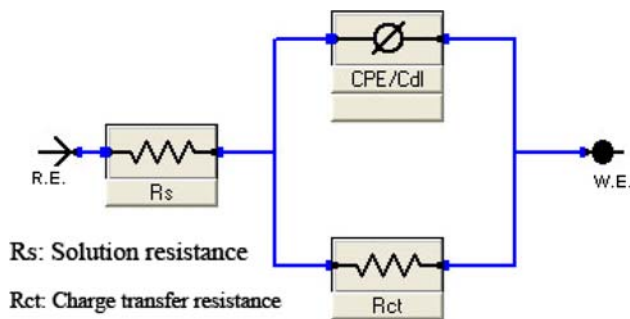 CPE/Cdl
R.E.
Rs
W.E.
Rs: Solution resistance
Rct: Charge transfer resistance
Rct